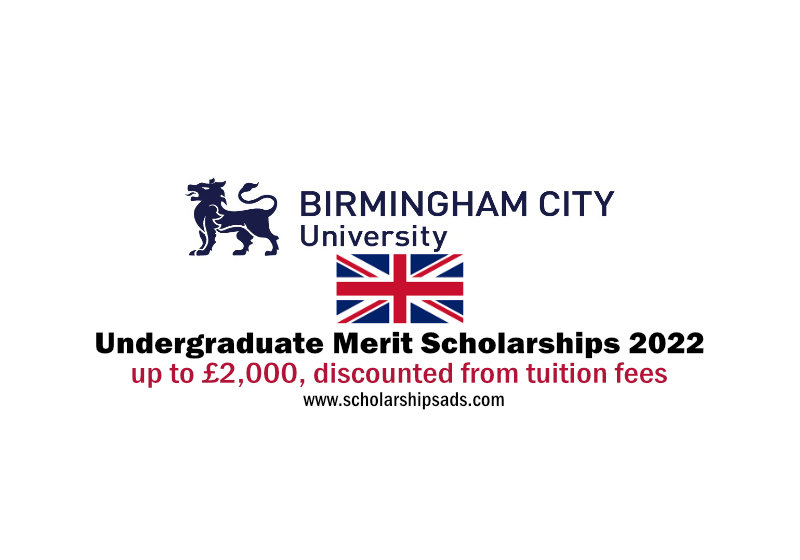 BIRMINGHAM CITY
University
Undergraduate Merit Scholarships 2022
up to £2,000, discounted from tuition fees
www.scholarshipsads.com